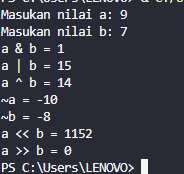 Masukan nilai a: 9
Masukan nilai b: 7
a & b = 1
a | b = 15
a ^ b = 14
~a = -10
~b = -8
a << b = 1152
a >> b = 0
PS C:\Users\LENOVO>